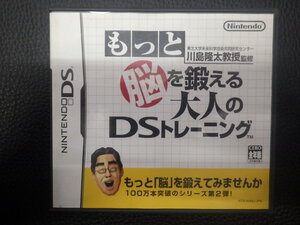 Nintendo
もっと
東北大学未来科学技術共同研究センター
川島隆太教授監修
脳を鍛える
大人の
DSトレーニング™
NINTENDO DS
CERO
もっと「脳」を鍛えてみませんか
100万本突破のシリーズ第2弾!